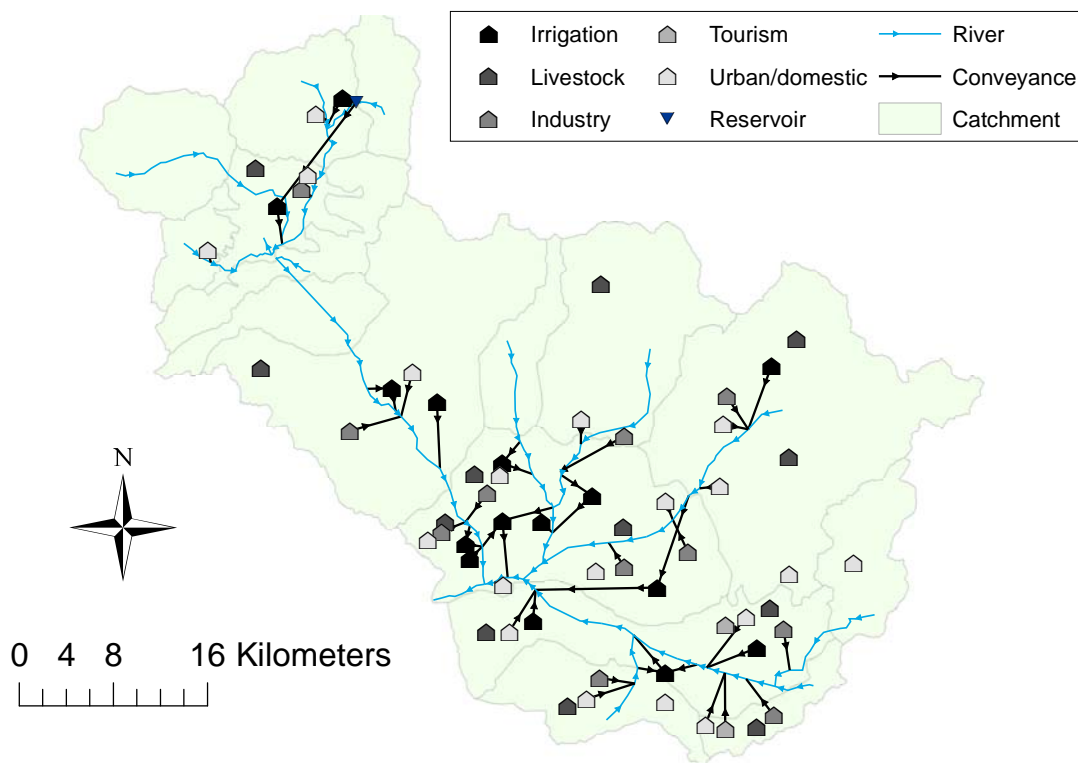 Irrigation Tourism River
Livestock Urban/domestic Conveyance
Industry Reservoir Catchment
N
0 4 8 16 Kilometers